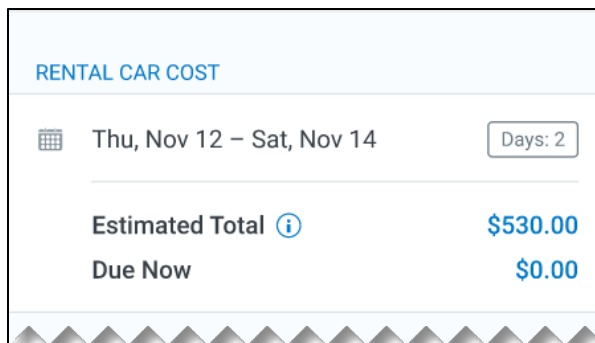 RENTAL CAR COST
Thu, Nov 12 – Sat, Nov 14 Days: 2
Estimated Total $530.00
Due Now $0.00